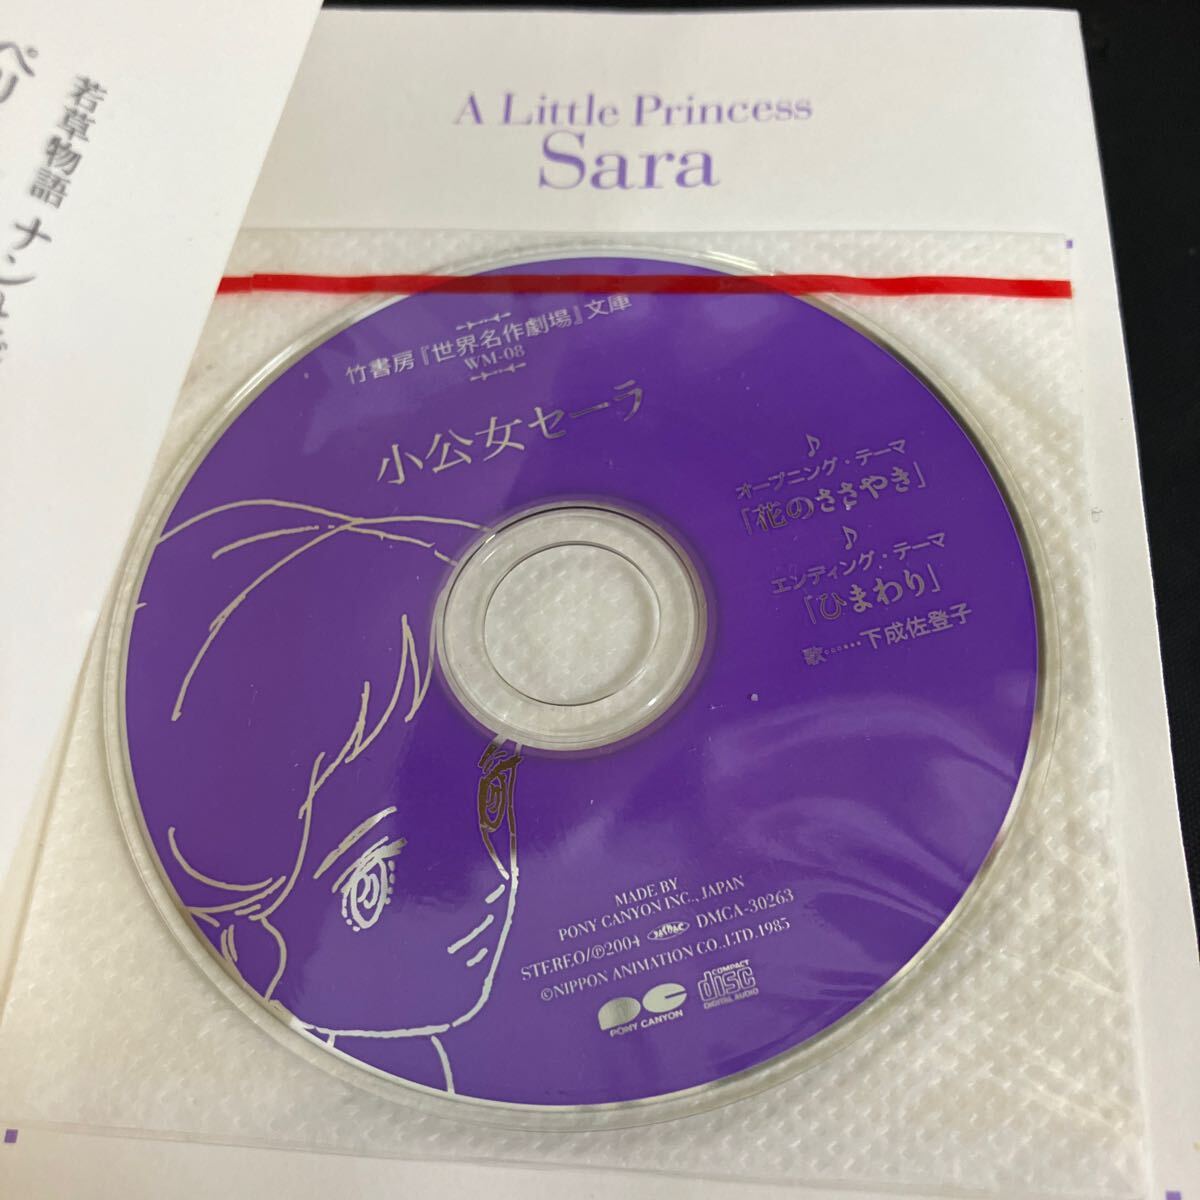 A Little Princess
Sara
若草物語 ナン
ペリ
竹書房『世界名作劇場』文庫
WM-08
小公女セーラ
♪
オープニング・テーマ
「花のささやき」
♪
エンディング・テーマ
「ひまわり」
歌……下成佐登子
MADE BY
PONY CANYON INC., JAPAN
DMCA-30263
STEREO/Ⓟ2004
©NIPPON ANIMATION CO.,LTD.1985
PONY CANYON
COMPACT
disc
DIGITAL AUDIO